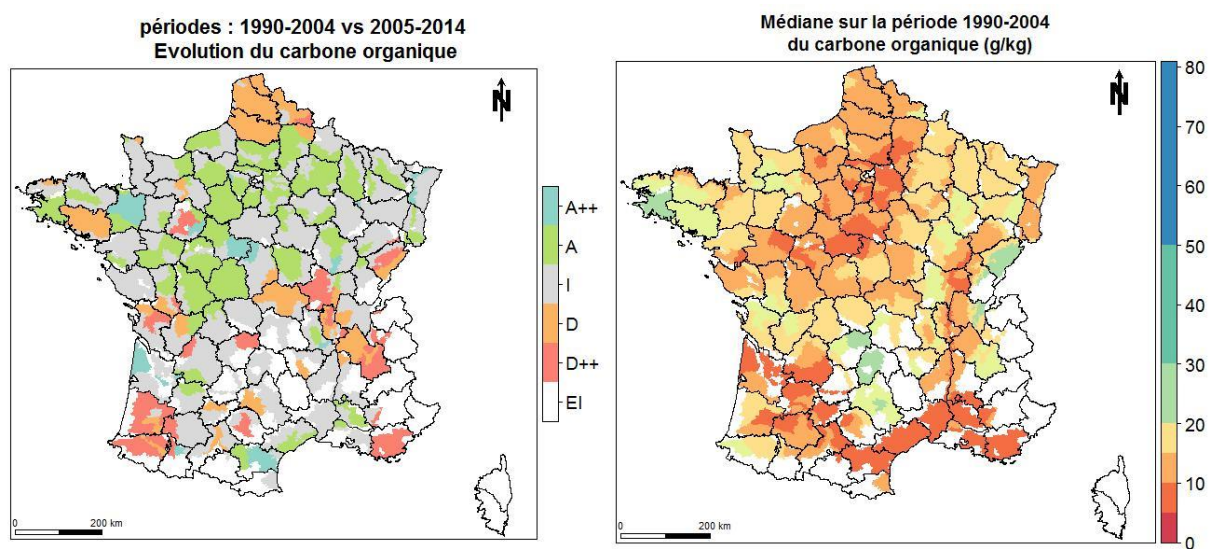 périodes : 1990-2004 vs 2005-2014
Evolution du carbone organique
N
A++
A
I
D
D++
EI
0 200 km
Médiane sur la période 1990-2004
du carbone organique (g/kg)
N
80
70
60
50
40
30
20
10
0
0 200 km